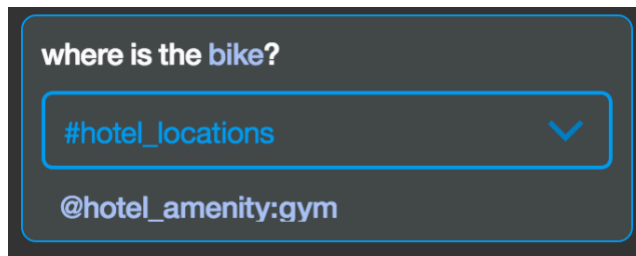 where is the bike?
#hotel_locations
@hotel_amenity:gym